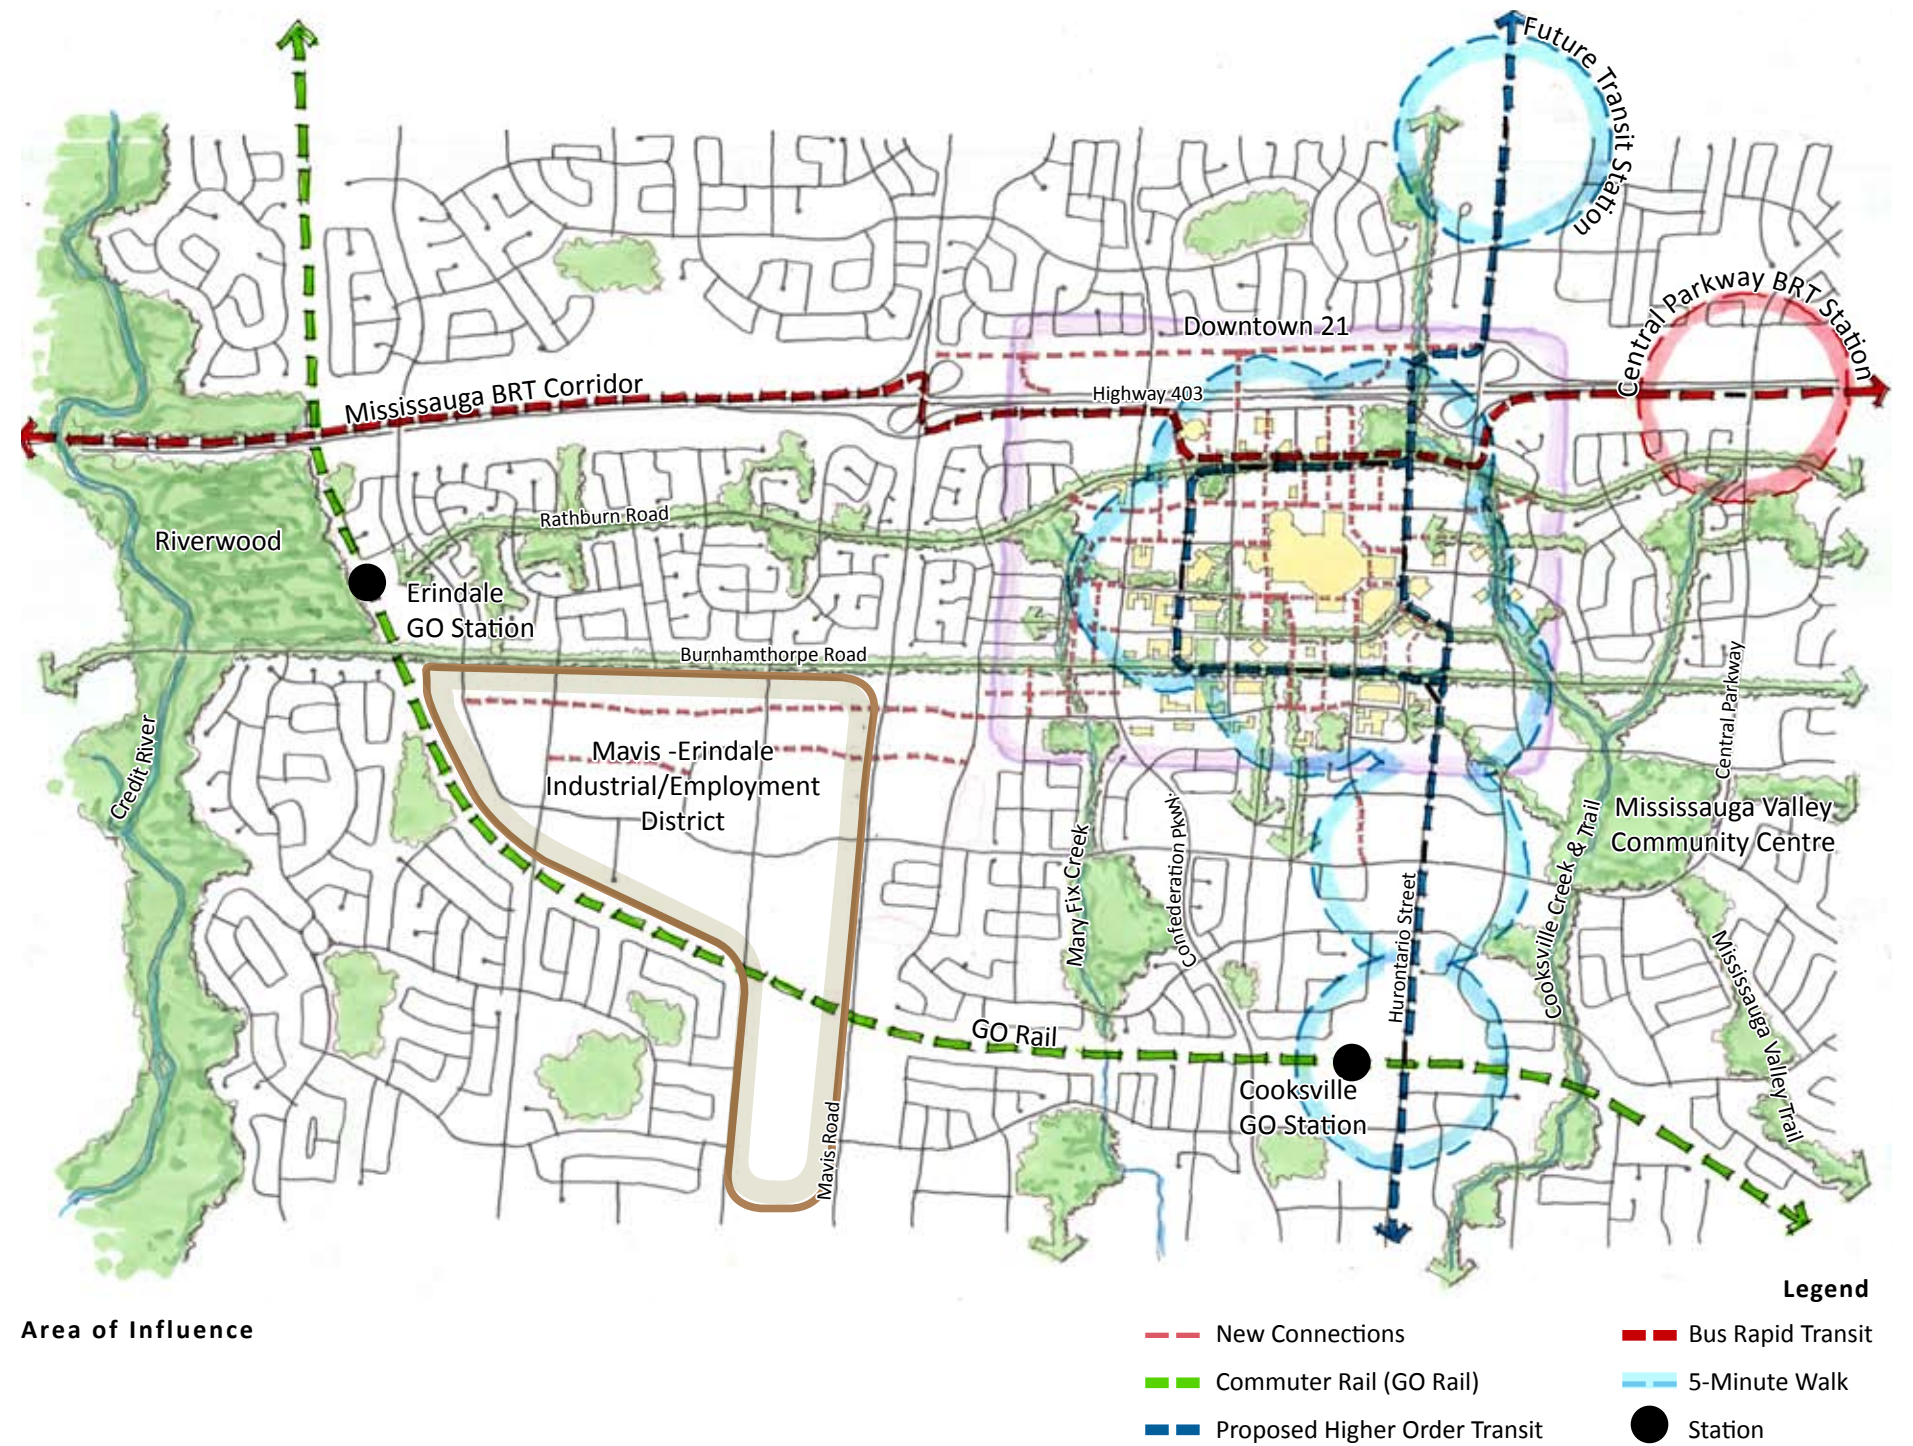 Future Transit Station
Central Parkway BRT Station
Downtown 21
Mississauga BRT Corridor
Highway 403
Rathburn Road
Riverwood
Erindale
GO Station
Burnhamthorpe Road
Central Parkway
Credit River
Mavis -Erindale
Industrial/Employment
District
Mississauga Valley
Community Centre
Mary Fix Creek
Confederation Pkwy.
Hurontario Street
Cooksville Creek & Trail
Mississauga Valley Trail
GO Rail
Cooksville
GO Station
Mavis Road
Legend
Area of Influence
New Connections
Bus Rapid Transit
Commuter Rail (GO Rail)
5-Minute Walk
Proposed Higher Order Transit
Station